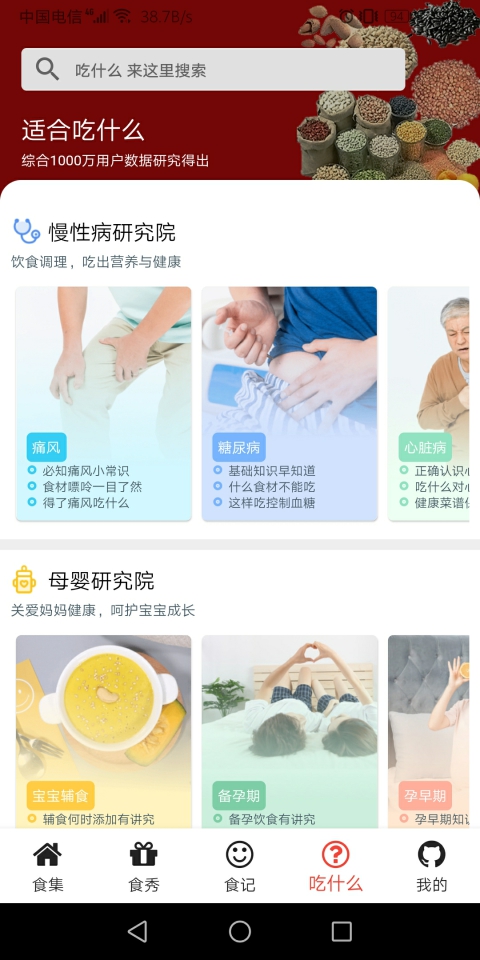 中国电信 4G 38.7B/s 94
吃什么 来这里搜索
适合吃什么
综合1000万用户数据研究得出
慢性病研究院
饮食调理，吃出营养与健康
痛风
必知痛风小常识
食材嘌呤一目了然
得了痛风吃什么
糖尿病
基础知识早知道
什么食材不能吃
这样吃控制血糖
心脏病
正确认识心
吃什么对心
健康菜谱
母婴研究院
关爱妈妈健康，呵护宝宝成长
宝宝辅食
辅食何时添加有讲究
备孕期
备孕饮食有讲究
孕早期
孕早期知
食集
食秀
食记
吃什么
我的